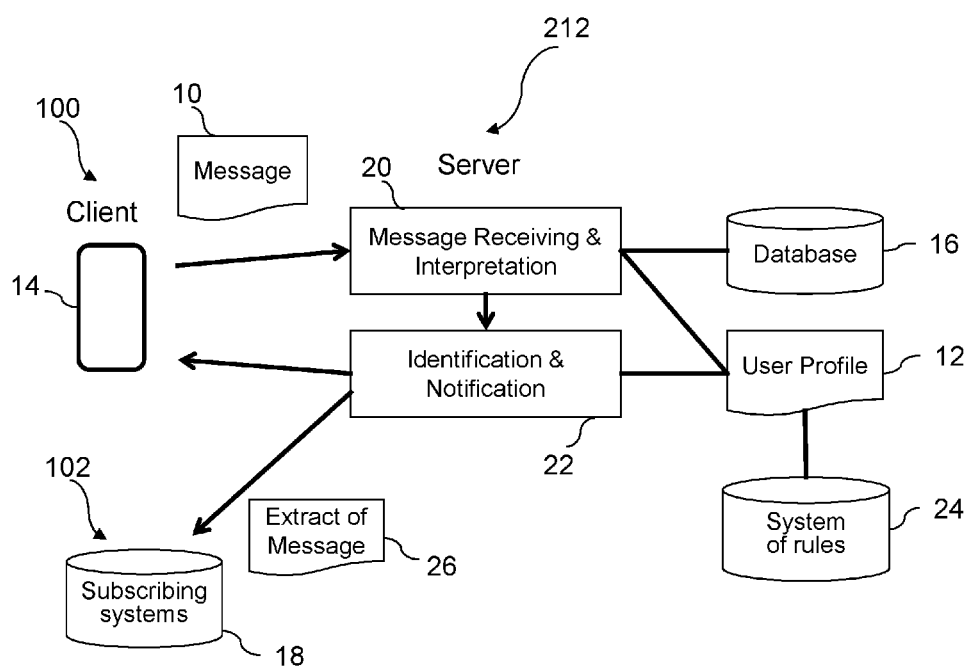 212
100
10
Message
Server
20
Client
Message Receiving &
Interpretation
Database
16
14
Identification &
Notification
User Profile
12
22
102
Extract of
Message
26
System
of rules
24
Subscribing
systems
18